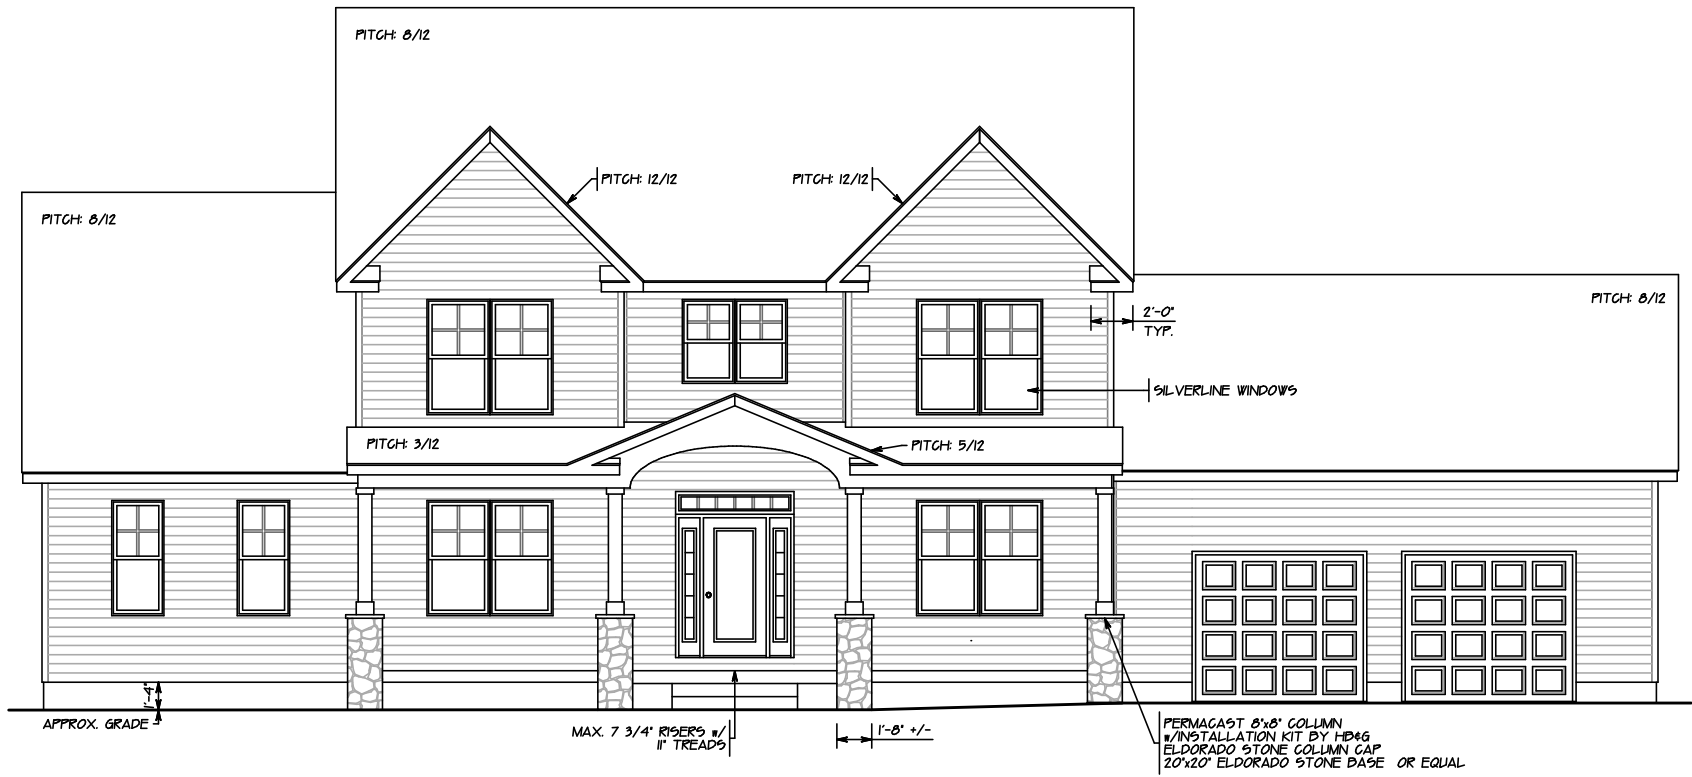 PITCH: 8/12
PITCH: 12/12
PITCH: 12/12
PITCH: 8/12
PITCH: 8/12
2'-0"
TYP.
SILVERLINE WINDOWS
PITCH: 3/12
PITCH: 5/12
1'-4"
APPROX. GRADE
MAX. 7 3/4" RISERS w/
11" TREADS
1'-8" +/-
PERMACAST 8"x8" COLUMN
w/INSTALLATION KIT BY HB&G
ELDORADO STONE COLUMN CAP
20"x20" ELDORADO STONE BASE OR EQUAL